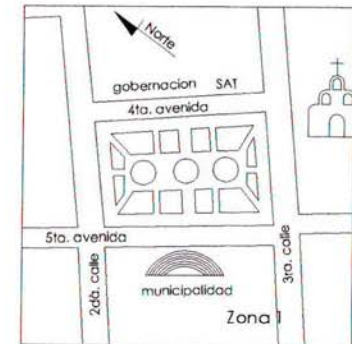 Norte
gobernacion SAT
4ta. avenida
5ta. avenida
2da. calle
3ra. calle
municipalidad
Zona 1